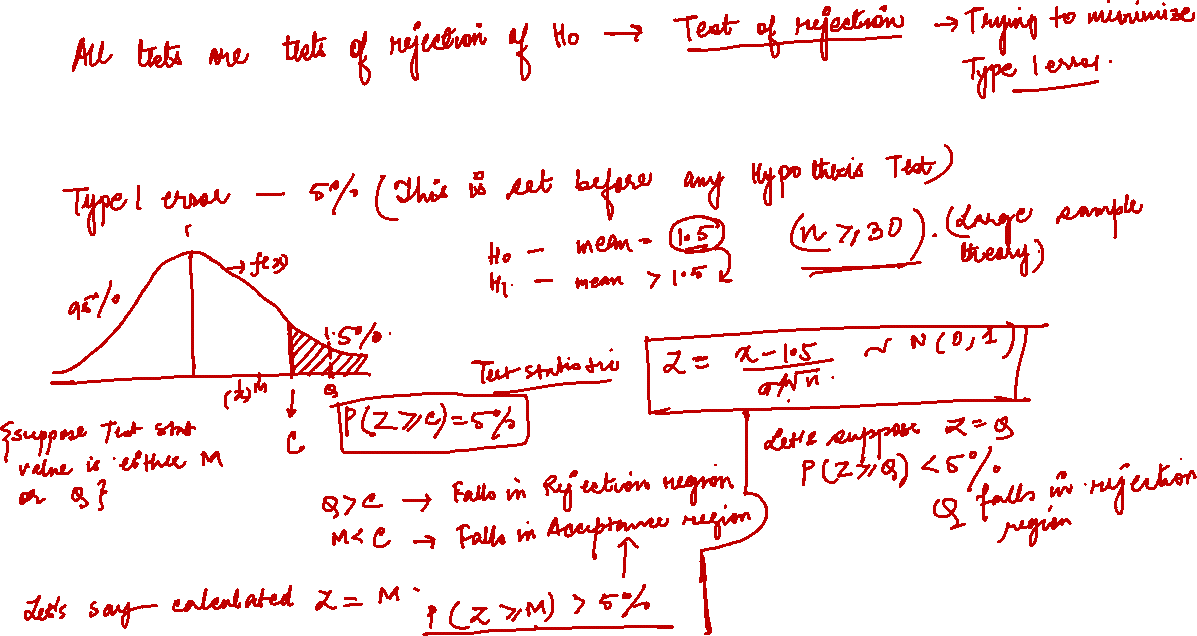 All tests are tests of rejection of H0 → Test of rejection → Trying to minimize
Type 1 error.
Type 1 error — 5% (This is set before any Hypothesis Test)
H0 - mean = 1.5
H1. - mean > 1.5
(n ≥ 30). (Large sample
theory)
→ f(x)
95%
5%.
(x) M
Q
C
P(Z ≥ C) = 5%
Test statistic
Z = x - 1.5 / σ/√n. ~ N(0, 1)
{suppose Test stat
value is either M
or Q}
Let's suppose Z = Q
P(Z ≥ Q) < 5%.
Q falls in rejection
region
Q > C → Falls in Rejection region
M < C → Falls in Acceptance region
Let's say calculated Z = M.
P(Z ≥ M) > 5%